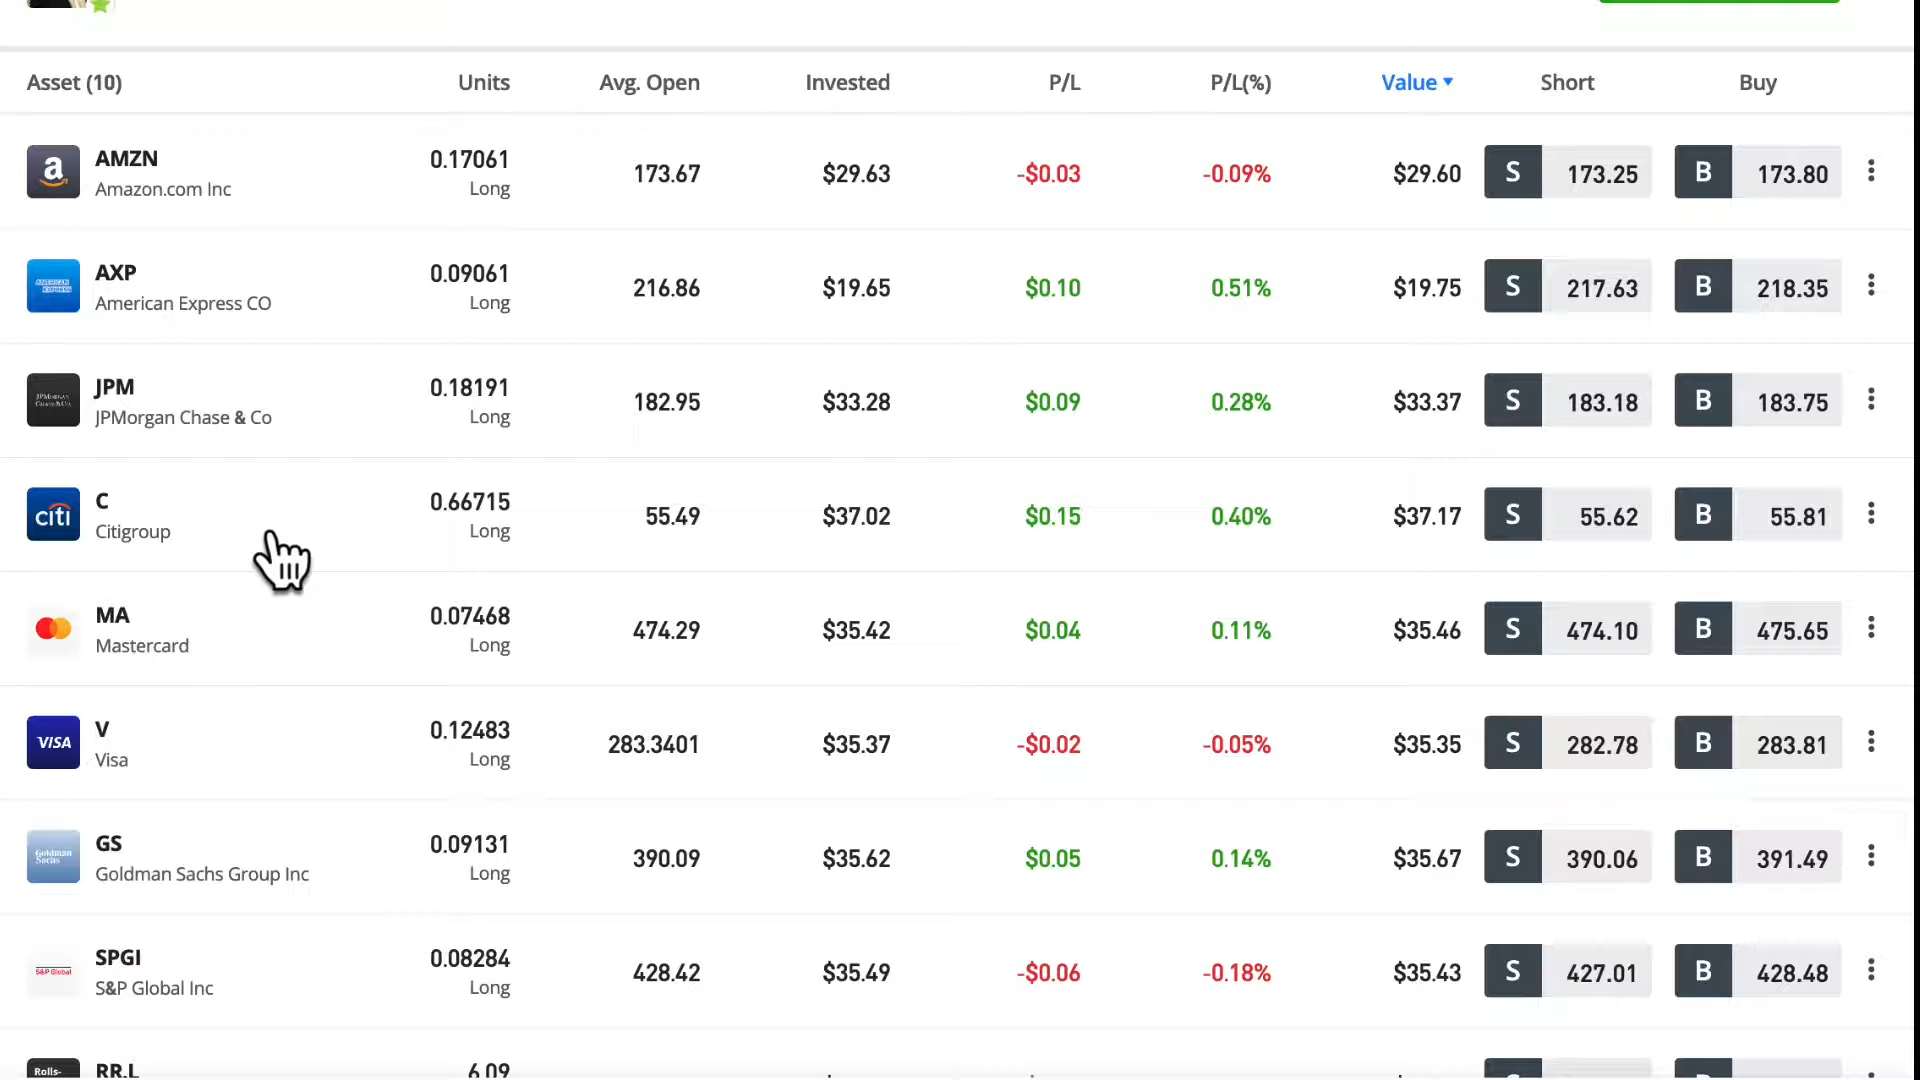 Asset (10) Units Avg. Open Invested P/L P/L(%) Value Short Buy
a AMZN 0.17061 173.67 $29.63 -$0.03 -0.09% $29.60 S 173.25 B 173.80
Amazon.com Inc Long
AMERICAN EXPRESS AXP 0.09061 216.86 $19.65 $0.10 0.51% $19.75 S 217.63 B 218.35
American Express CO Long
JPMorgan Chase & Co. JPM 0.18191 182.95 $33.28 $0.09 0.28% $33.37 S 183.18 B 183.75
JPMorgan Chase & Co Long
citi C 0.66715 55.49 $37.02 $0.15 0.40% $37.17 S 55.62 B 55.81
Citigroup Long
MA 0.07468 474.29 $35.42 $0.04 0.11% $35.46 S 474.10 B 475.65
Mastercard Long
VISA V 0.12483 283.3401 $35.37 -$0.02 -0.05% $35.35 S 282.78 B 283.81
Visa Long
Goldman Sachs GS 0.09131 390.09 $35.62 $0.05 0.14% $35.67 S 390.06 B 391.49
Goldman Sachs Group Inc Long
S&P Global SPGI 0.08284 428.42 $35.49 -$0.06 -0.18% $35.43 S 427.01 B 428.48
S&P Global Inc Long
Rolls- RR.L 6.09